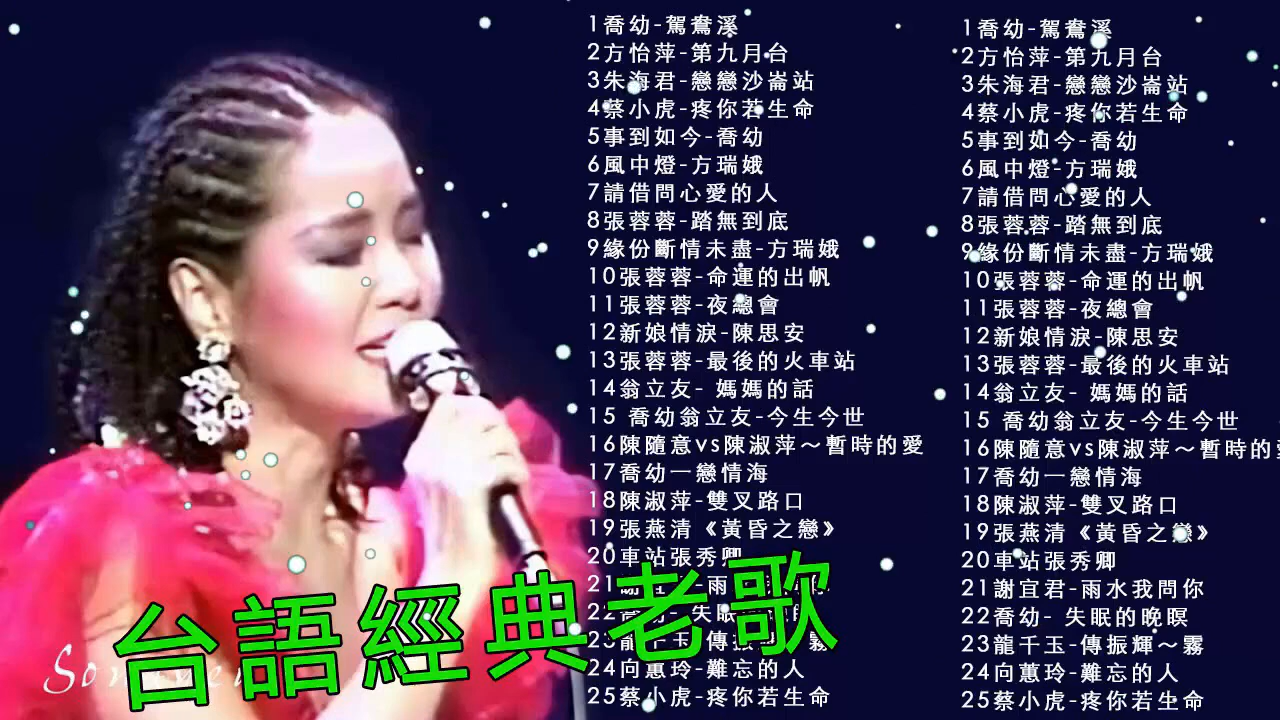 1喬幼-駕鴦溪
2方怡萍-第九月台
3朱海君-戀戀沙崙站
4蔡小虎-疼你若生命
5事到如今-喬幼
6風中燈-方瑞娥
7請借問心愛的人
8張蓉蓉-踏無到底
9緣份斷情未盡-方瑞娥
10張蓉蓉-命運的出帆
11張蓉蓉-夜總會
12新娘情淚-陳思安
13張蓉蓉-最後的火車站
14翁立友- 媽媽的話
15 喬幼翁立友-今生今世
16陳隨意vs陳淑萍～暫時的愛
17喬幼一戀情海
18陳淑萍-雙叉路口
19張燕清《黃昏之戀》
20車站張秀卿
24向蕙玲-難忘的人
25蔡小虎-疼你若生命
台語經典老歌
1喬幼-駕鴦溪
2方怡萍-第九月台
3朱海君-戀戀沙崙站
4蔡小虎-疼你若生命
5事到如今-喬幼
6風中燈-方瑞娥
7請借問心愛的人
8張蓉蓉-踏無到底
9緣份斷情未盡-方瑞娥
10張蓉蓉-命運的出帆
11張蓉蓉-夜總會
12新娘情淚-陳思安
13張蓉蓉-最後的火車站
14翁立友- 媽媽的話
15 喬幼翁立友-今生今世
16陳隨意vs陳淑萍～暫時的愛
17喬幼一戀情海
18陳淑萍-雙叉路口
19張燕清《黃昏之戀》
20車站張秀卿
21謝宜君-雨水我問你
22喬幼- 失眠的晚暝
23龍千玉-傳振輝～霧
24向蕙玲-難忘的人
25蔡小虎-疼你若生命